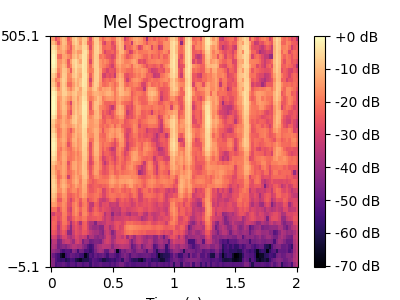 Mel Spectrogram
505.1
-5.1
0
0.5
1
1.5
2
+0 dB
-10 dB
-20 dB
-30 dB
-40 dB
-50 dB
-60 dB
-70 dB